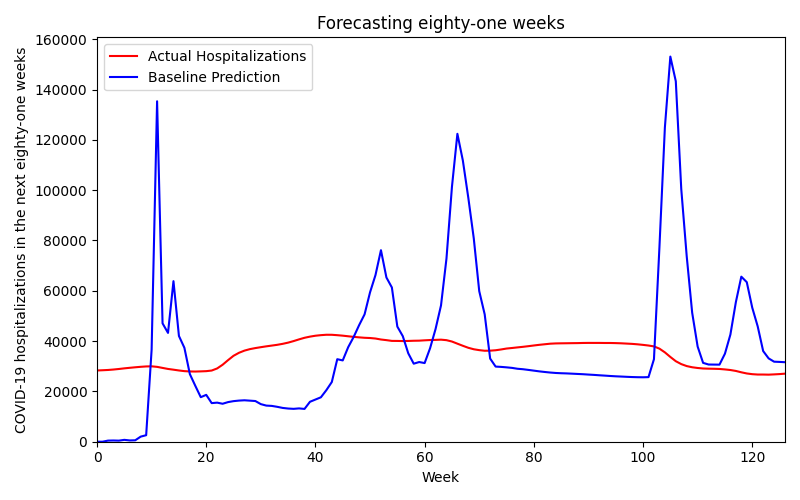 Forecasting eighty-one weeks
Actual Hospitalizations
Baseline Prediction
COVID-19 hospitalizations in the next eighty-one weeks
160000
140000
120000
100000
80000
60000
40000
20000
0
0 20 40 60 80 100 120
Week